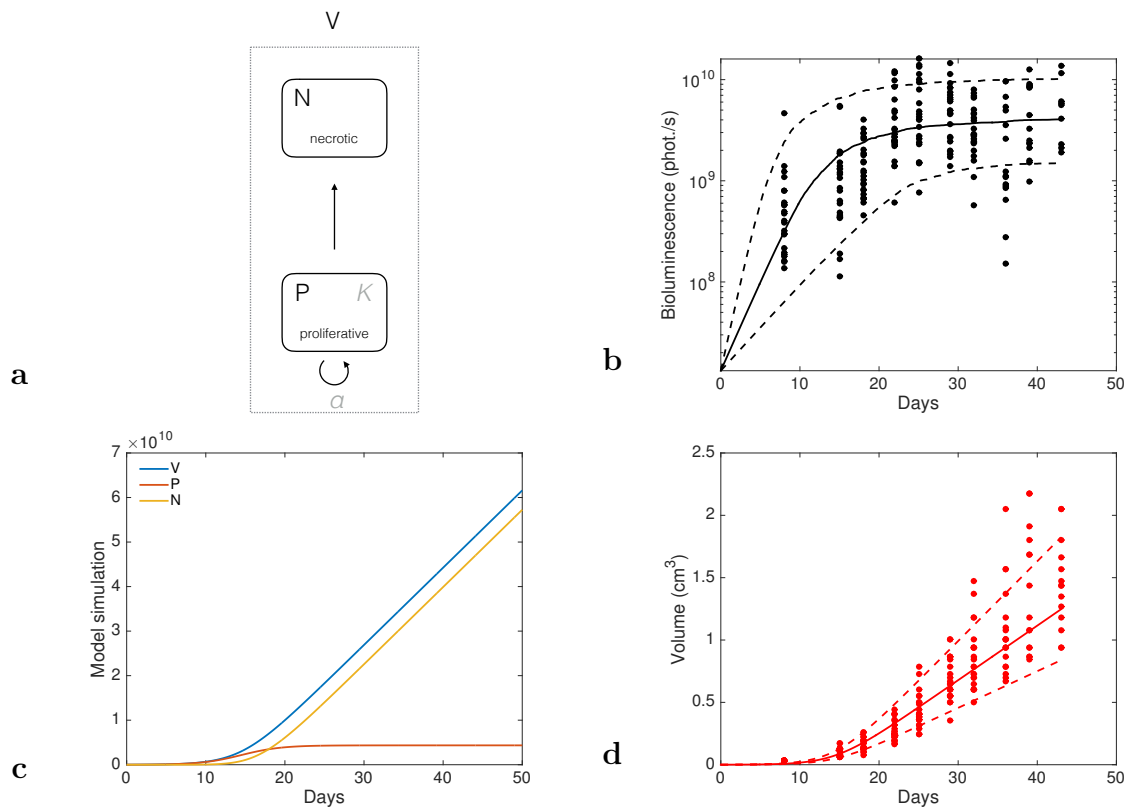 V
N
necrotic
P K
proliferative
α
a
Bioluminescence (phot./s)
10^10
10^9
10^8
0 10 20 30 40 50
Days
b
×10^10
Model simulation
7
6
5
4
3
2
1
0
V
P
N
0 10 20 30 40 50
Days
c
Volume (cm^3)
2.5
2
1.5
1
0.5
0
0 10 20 30 40 50
Days
d